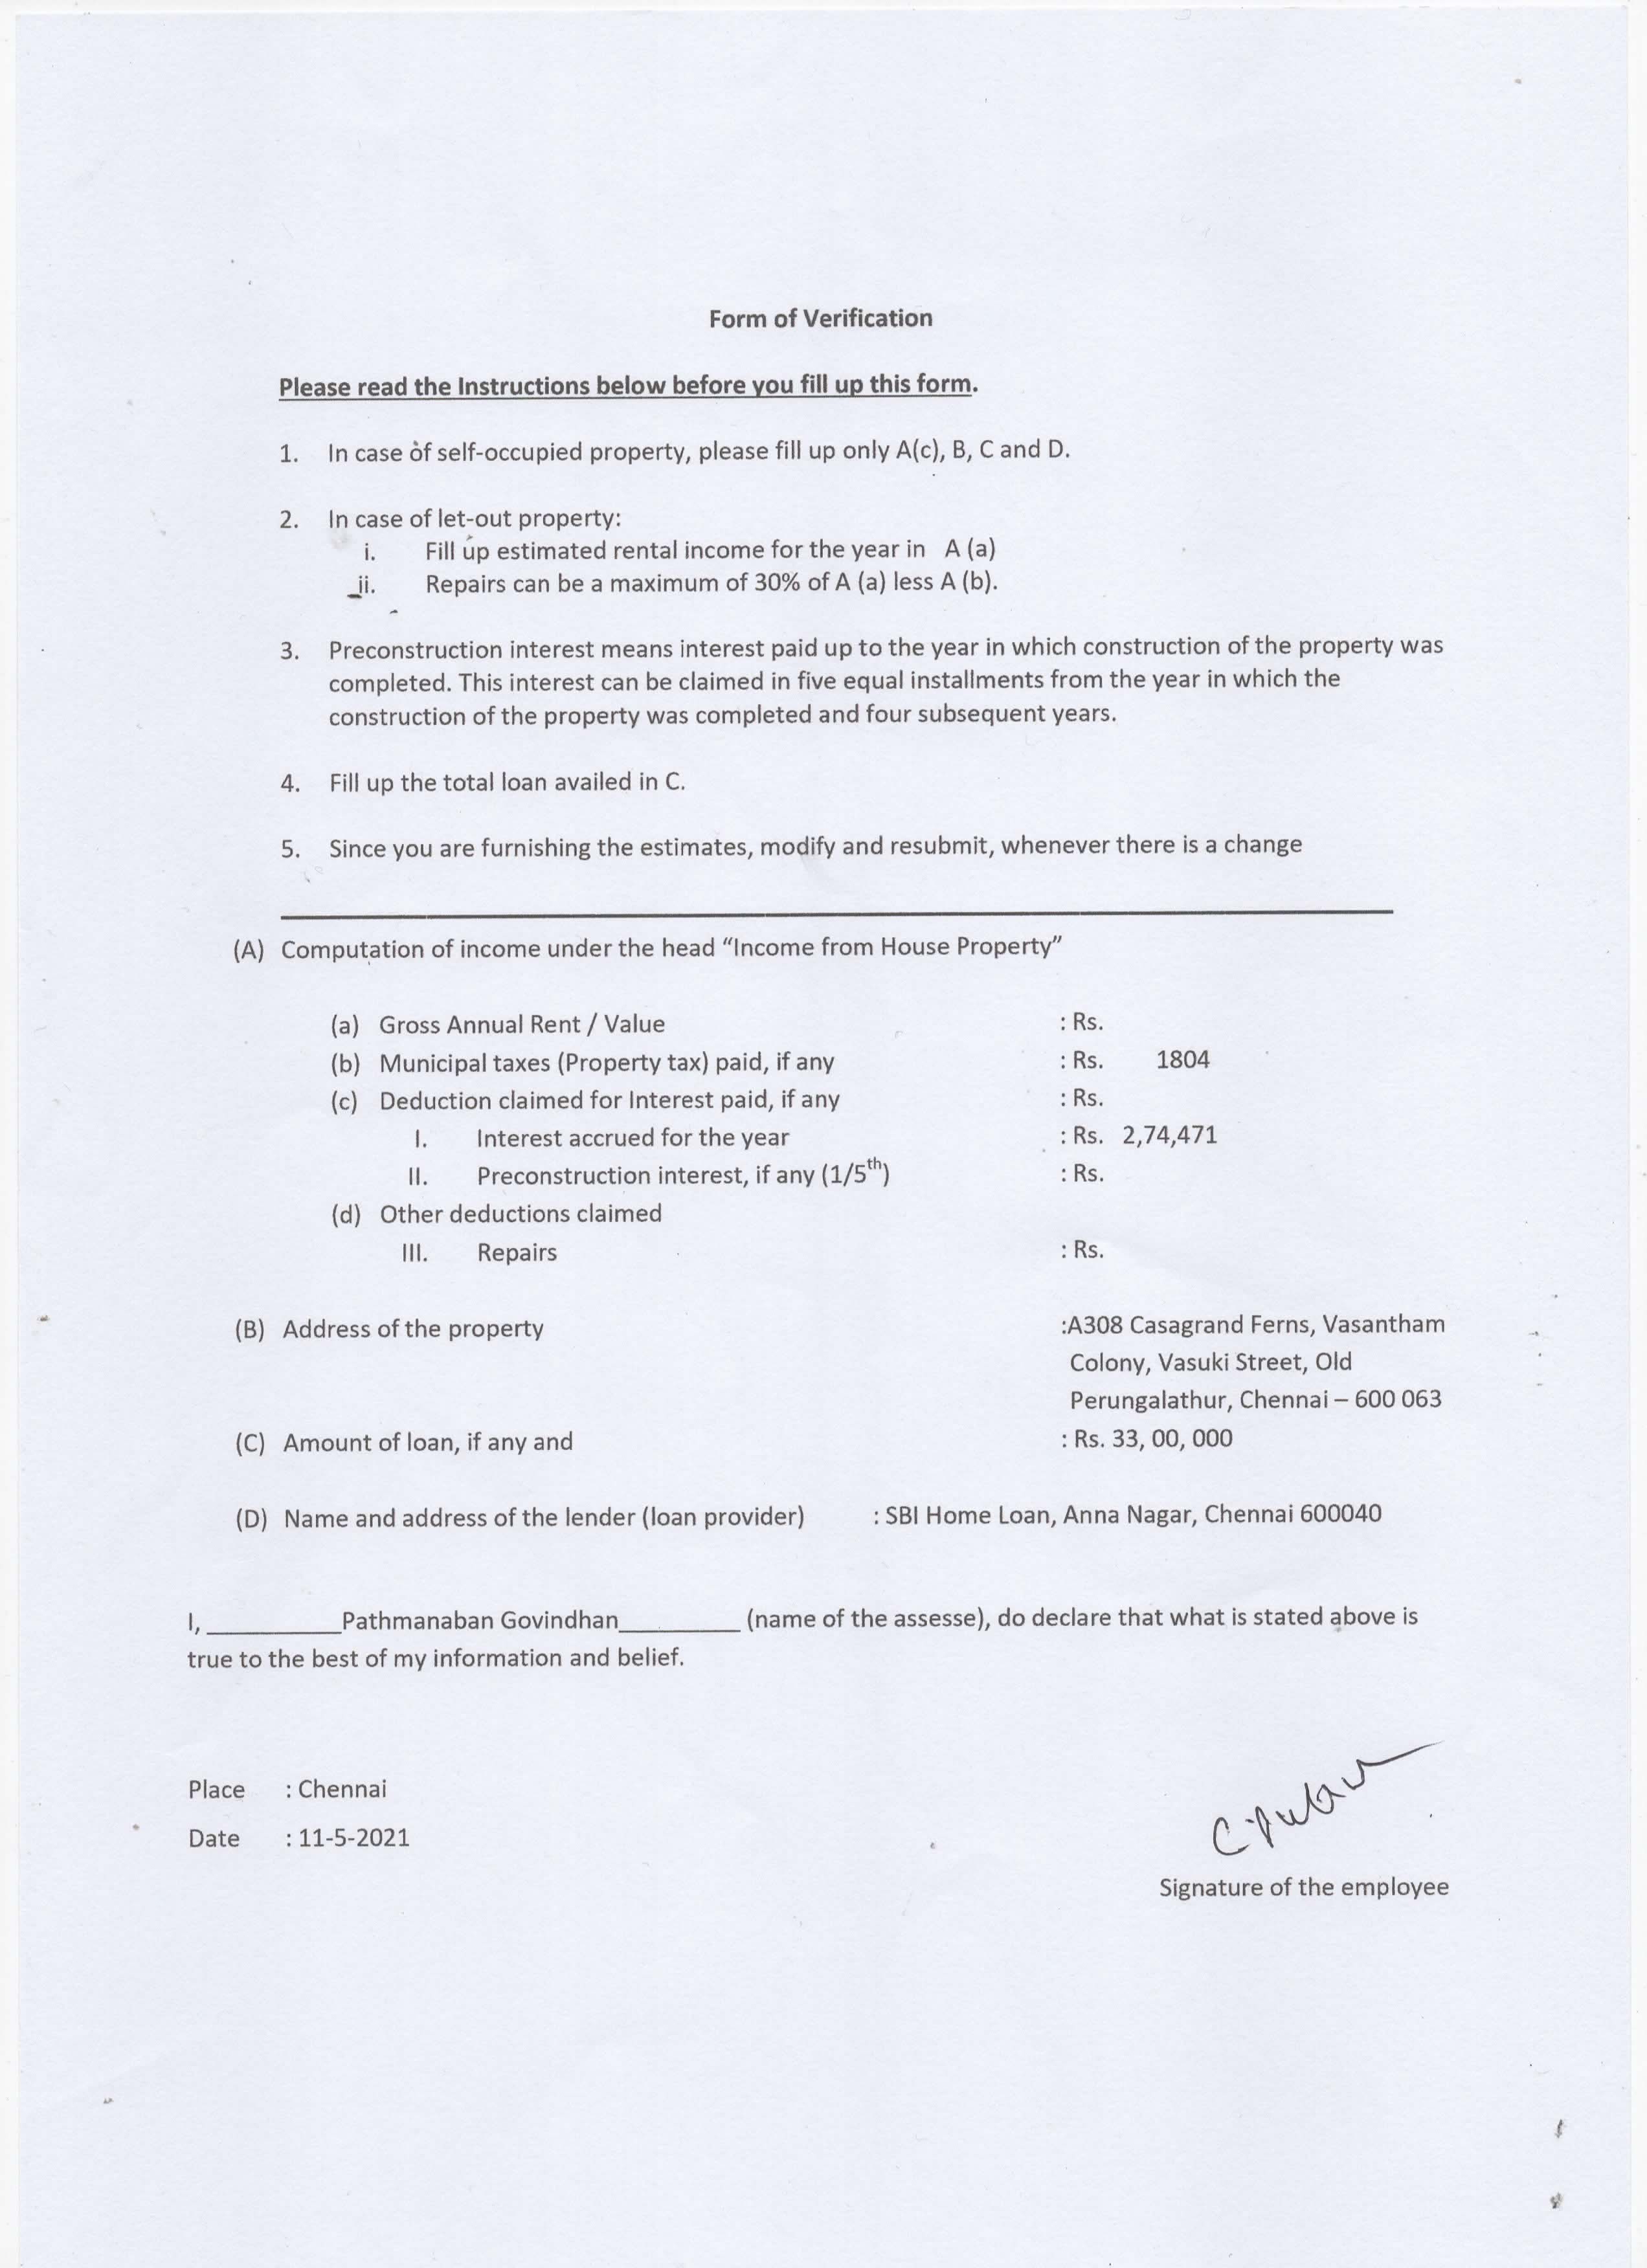 Form of Verification
Please read the Instructions below before you fill up this form.
1. In case of self-occupied property, please fill up only A(c), B, C and D.
2. In case of let-out property:
i. Fill up estimated rental income for the year in A (a)
ii. Repairs can be a maximum of 30% of A (a) less A (b).
3. Preconstruction interest means interest paid up to the year in which construction of the property was
completed. This interest can be claimed in five equal installments from the year in which the
construction of the property was completed and four subsequent years.
4. Fill up the total loan availed in C.
5. Since you are furnishing the estimates, modify and resubmit, whenever there is a change
(A) Computation of income under the head “Income from House Property”
(a) Gross Annual Rent / Value : Rs.
(b) Municipal taxes (Property tax) paid, if any : Rs. 1804
(c) Deduction claimed for Interest paid, if any : Rs.
I. Interest accrued for the year : Rs. 2,74,471
II. Preconstruction interest, if any (1/5th) : Rs.
(d) Other deductions claimed
III. Repairs : Rs.
(B) Address of the property :A308 Casagrand Ferns, Vasantham
Colony, Vasuki Street, Old
Perungalathur, Chennai – 600 063
(C) Amount of loan, if any and : Rs. 33, 00, 000
(D) Name and address of the lender (loan provider) : SBI Home Loan, Anna Nagar, Chennai 600040
I, __________Pathmanaban Govindhan_________ (name of the assesse), do declare that what is stated above is
true to the best of my information and belief.
Place : Chennai
Date : 11-5-2021
Signature of the employee